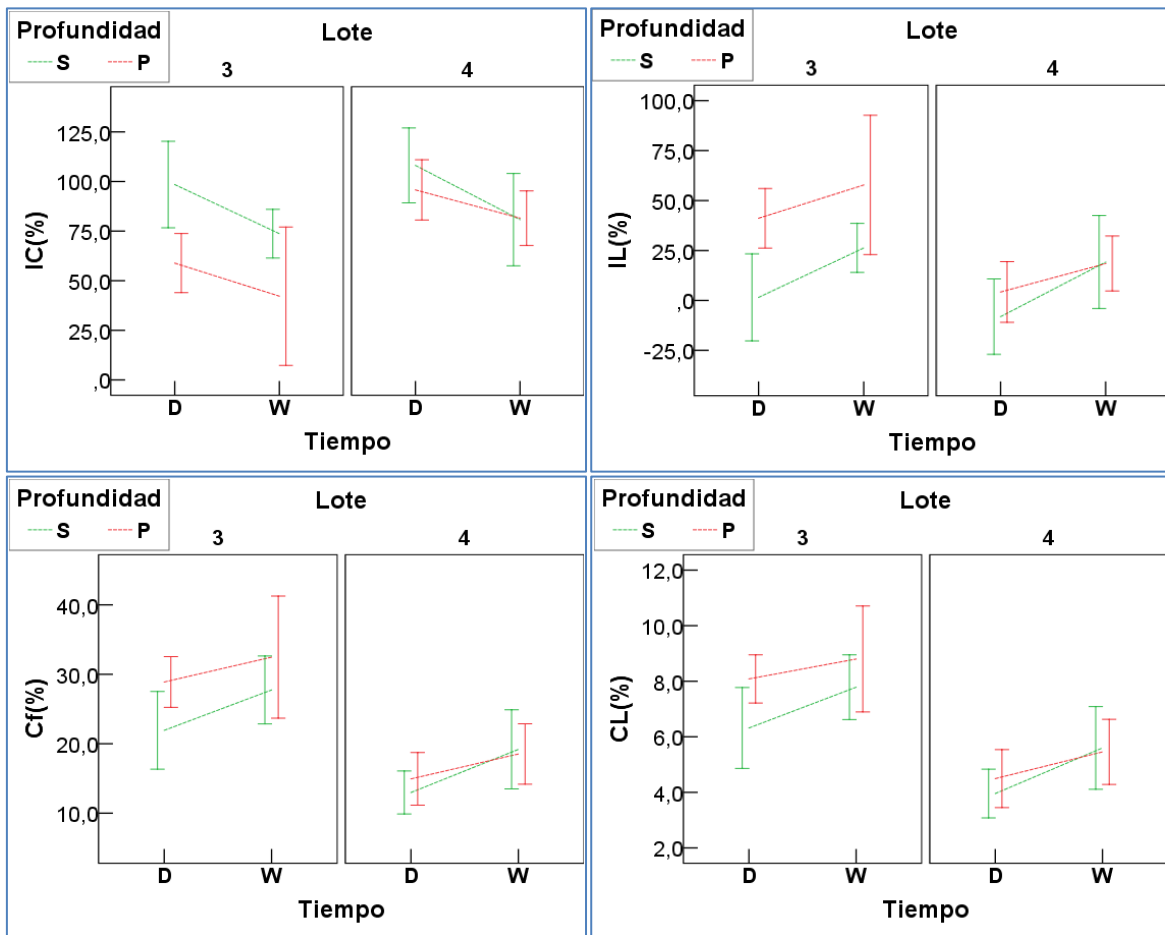 Profundidad
S P
Lote
3 4
IC(%)
125,0
100,0
75,0
50,0
25,0
,0
D W D W
Tiempo
Profundidad
S P
Lote
3 4
IL(%)
100,0
75,0
50,0
25,0
,0
-25,0
D W D W
Tiempo
Profundidad
S P
Lote
3 4
Cf(%)
40,0
30,0
20,0
10,0
D W D W
Tiempo
Profundidad
S P
Lote
3 4
CL(%)
12,0
10,0
8,0
6,0
4,0
2,0
D W D W
Tiempo